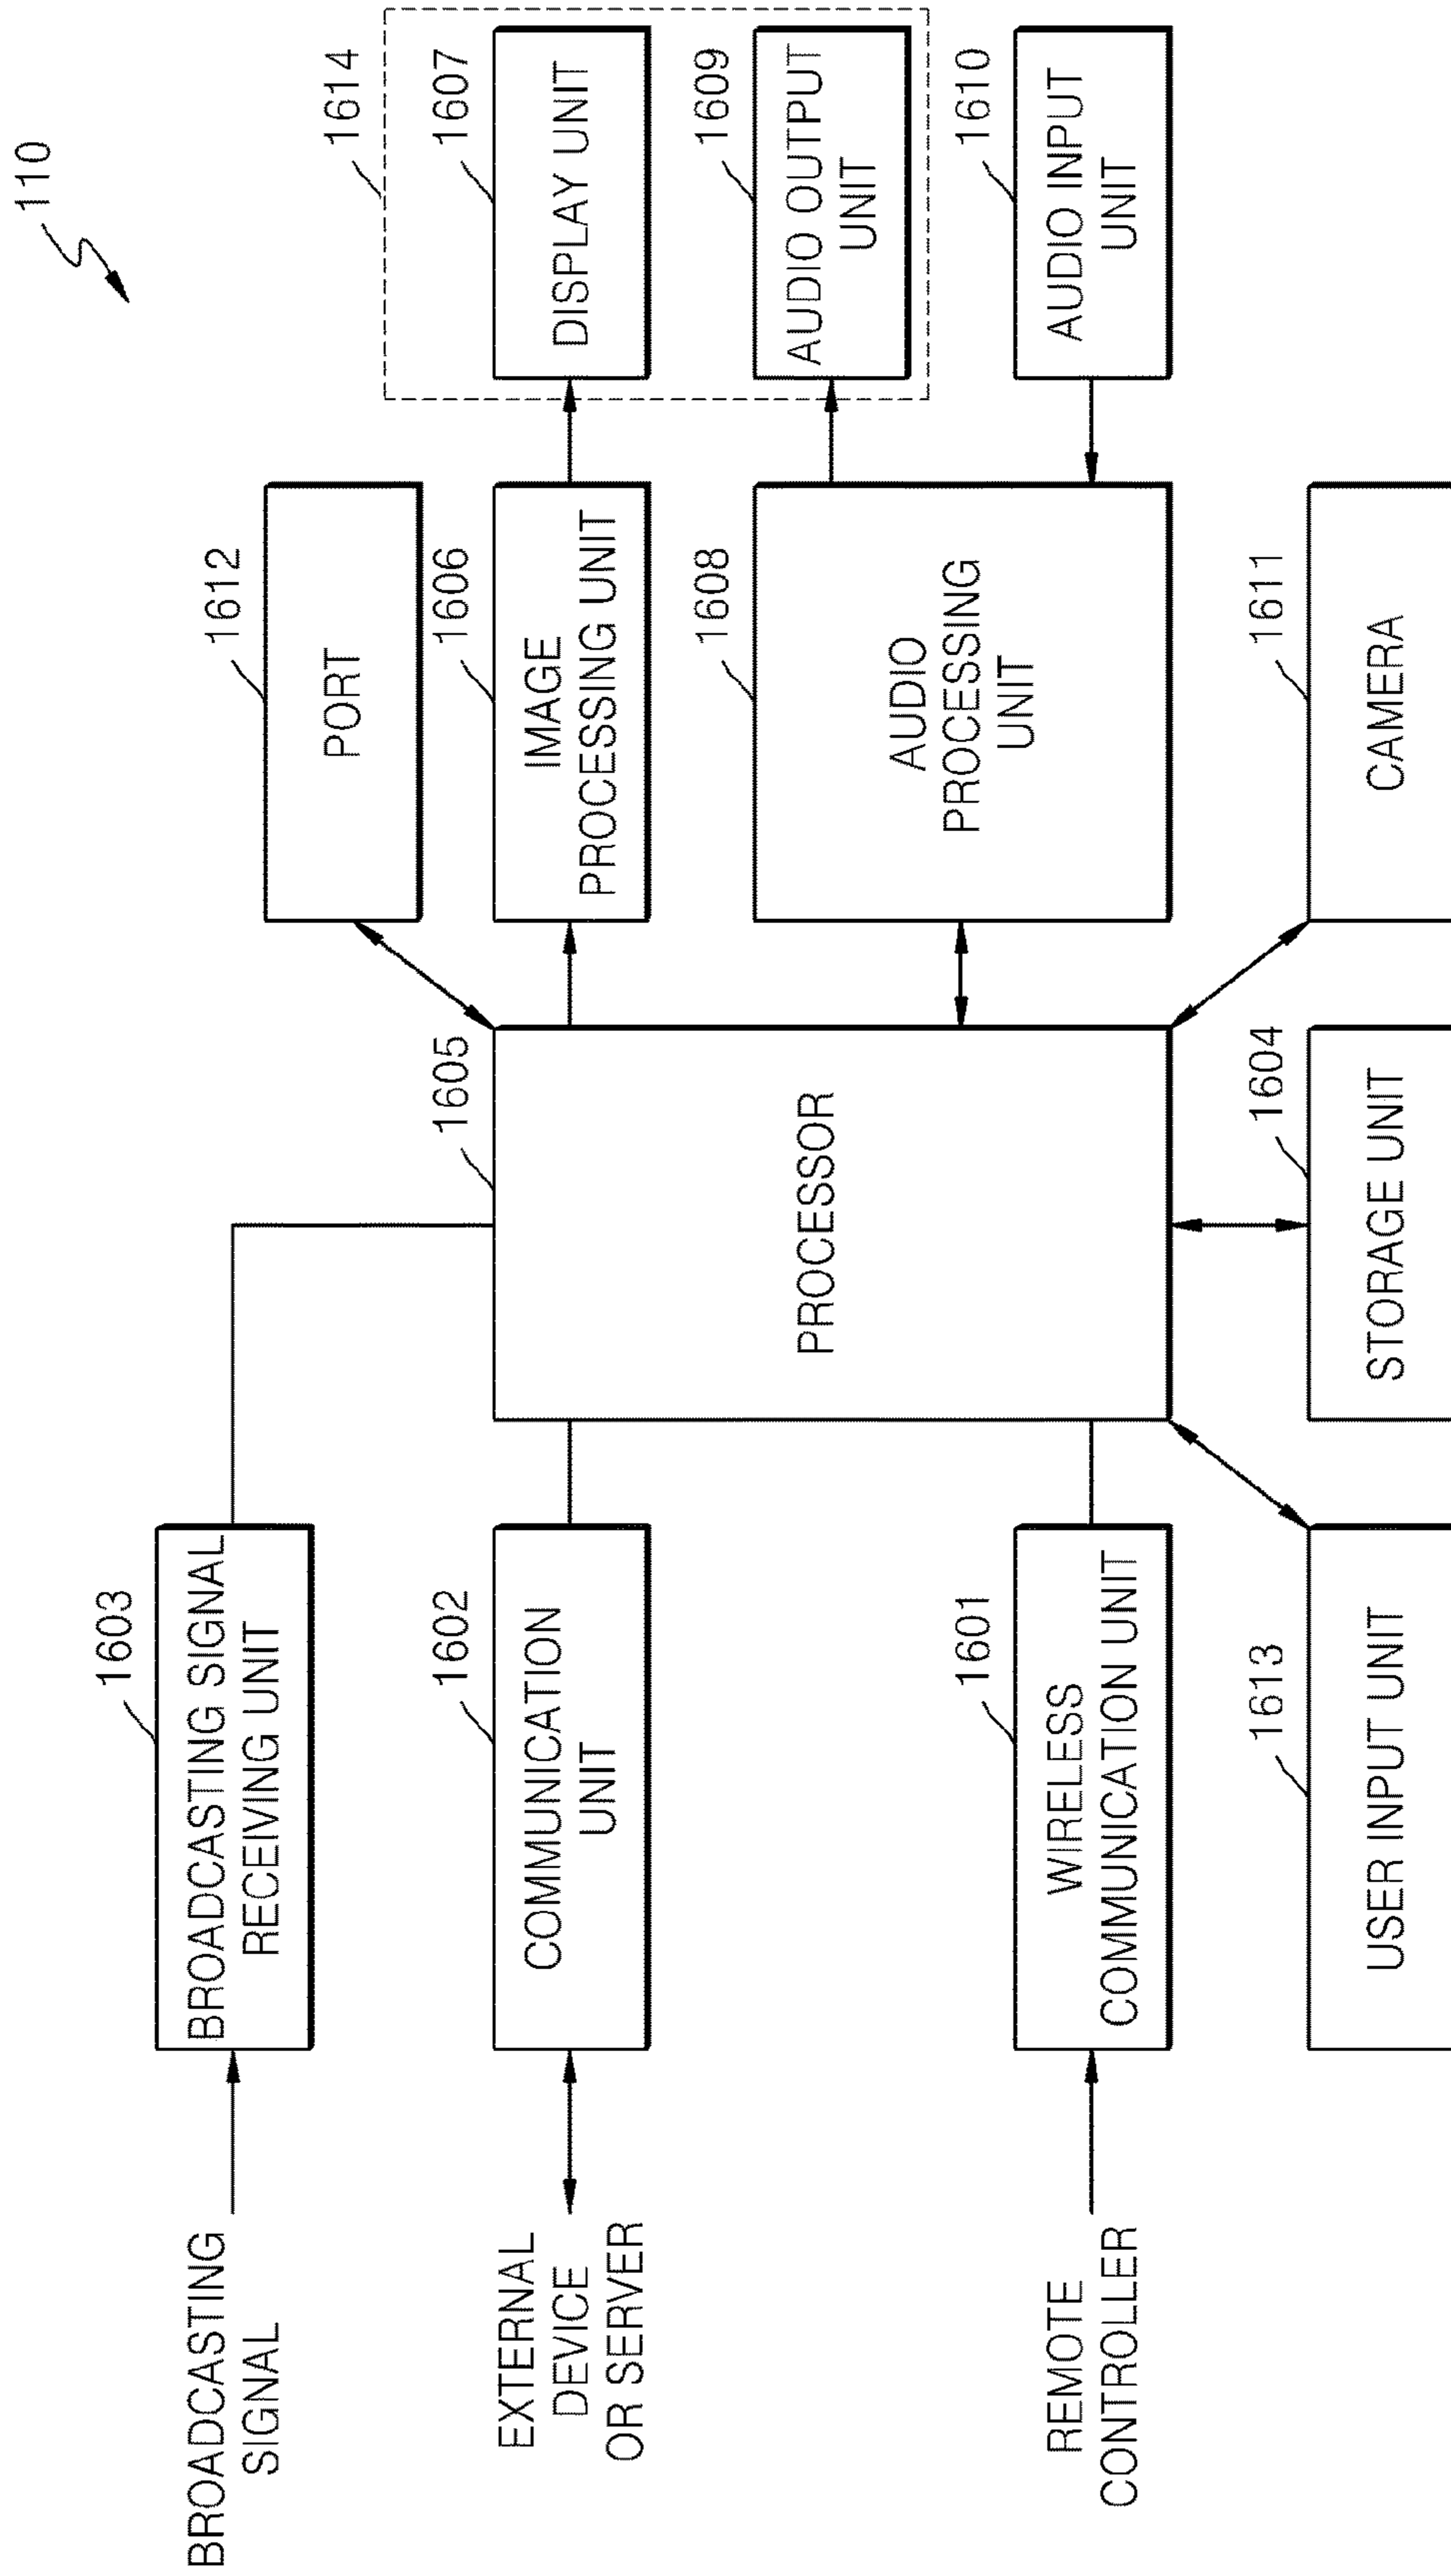 110
1614
1603
BROADCASTING
SIGNAL
BROADCASTING SIGNAL
RECEIVING UNIT
1612
PORT
1602
EXTERNAL
DEVICE
OR SERVER
COMMUNICATION
UNIT
1605
PROCESSOR
1606
IMAGE
PROCESSING UNIT
1607
DISPLAY UNIT
1608
AUDIO
PROCESSING
UNIT
1609
AUDIO OUTPUT
UNIT
1601
REMOTE
CONTROLLER
WIRELESS
COMMUNICATION UNIT
1610
AUDIO INPUT
UNIT
1613
USER INPUT UNIT
1604
STORAGE UNIT
1611
CAMERA